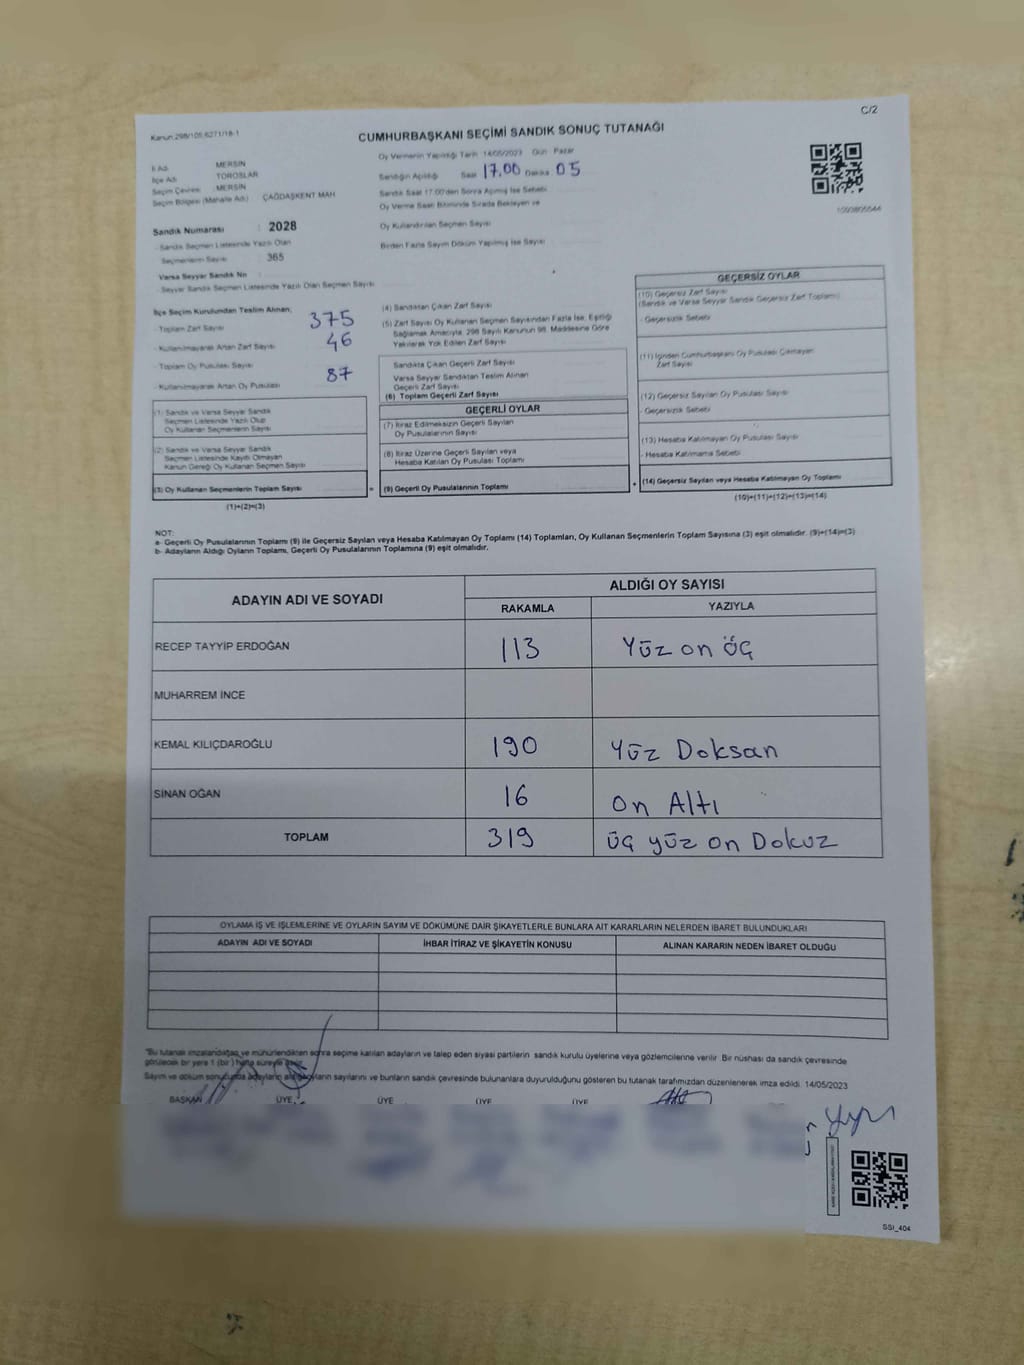 C/2
Kanun:298/105,6271/18-1
CUMHURBAŞKANI SEÇİMİ SANDIK SONUÇ TUTANAĞI
İl Adı MERSİN
İlçe Adı TOROSLAR
Seçim Çevresi MERSİN
Seçim Bölgesi (Mahalle Adı) ÇAĞDAŞKENT MAH
Oy Vermenin Yapıldığı Tarih 14/05/2023 Gün Pazar
Sandığın Açıldığı Saat 17.00 Dakika 05
Sandık Saat 17.00'den Sonra Açılmış İse Sebebi
Oy Verme Saati Bitiminde Sırada Bekleyen ve
Oy Kullandırılan Seçmen Sayısı
Birden Fazla Sayım Döküm Yapılmış İse Sayısı
Sandık Numarası : 2028
- Sandık Seçmen Listesinde Yazılı Olan
Seçmenlerin Sayısı : 365
Varsa Seyyar Sandık No :
- Seyyar Sandık Seçmen Listesinde Yazılı Olan Seçmen Sayısı
İlçe Seçim Kurulundan Teslim Alınan;
- Toplam Zarf Sayısı 375
- Kullanılmayarak Artan Zarf Sayısı 46
- Toplam Oy Pusulası Sayısı
- Kullanılmayarak Artan Oy Pusulası 87
(1) Sandık ve Varsa Seyyar Sandık
Seçmen Listesinde Yazılı Olup
Oy Kullanan Seçmenlerin Sayısı
(2) Sandık ve Varsa Seyyar Sandık
Seçmen Listesinde Kayıtlı Olmayan
Kanun Gereği Oy Kullanan Seçmen Sayısı
(3) Oy Kullanan Seçmenlerin Toplam Sayısı
(1)+(2)=(3)
(4) Sandıktan Çıkan Zarf Sayısı
(5) Zarf Sayısı Oy Kullanan Seçmen Sayısından Fazla İse, Eşitliği
Sağlamak Amacıyla, 298 Sayılı Kanunun 98. Maddesine Göre
Yakılarak Yok Edilen Zarf Sayısı
Sandıkta Çıkan Geçerli Zarf Sayısı
Varsa Seyyar Sandıktan Teslim Alınan
Geçerli Zarf Sayısı
(6) Toplam Geçerli Zarf Sayısı
GEÇERLİ OYLAR
(7) İtiraz Edilmeksizin Geçerli Sayılan
Oy Pusulalarının Sayısı
(8) İtiraz Üzerine Geçerli Sayılan veya
Hesaba Katılan Oy Pusulası Toplamı
= (9) Geçerli Oy Pusulalarının Toplamı
GEÇERSİZ OYLAR
(10) Geçersiz Zarf Sayısı
(Sandık ve Varsa Seyyar Sandık Geçersiz Zarf Toplamı)
- Geçersizlik Sebebi
(11) İçinden Cumhurbaşkanı Oy Pusulası Çıkmayan
Zarf Sayısı
(12) Geçersiz Sayılan Oy Pusulası Sayısı
- Geçersizlik Sebebi
(13) Hesaba Katılmayan Oy Pusulası Sayısı
- Hesaba Katılmama Sebebi
+ (14) Geçersiz Sayılan veya Hesaba Katılmayan Oy Toplamı
(10)+(11)+(12)+(13)=(14)
NOT:
a- Geçerli Oy Pusulalarının Toplamı (9) ile Geçersiz Sayılan veya Hesaba Katılmayan Oy Toplamı (14) Toplamları, Oy Kullanan Seçmenlerin Toplam Sayısına (3) eşit olmalıdır. (9)+(14)=(3)
b- Adayların Aldığı Oyların Toplamı, Geçerli Oy Pusulalarının Toplamına (9) eşit olmalıdır.
ADAYIN ADI VE SOYADI ALDIĞI OY SAYISI
RAKAMLA YAZIYLA
RECEP TAYYİP ERDOĞAN 113 Yüz on üç
MUHARREM İNCE
KEMAL KILIÇDAROĞLU 190 Yüz Doksan
SİNAN OĞAN 16 on Altı
TOPLAM 319 üç yüz on Dokuz
OYLAMA İŞ VE İŞLEMLERİNE VE OYLARIN SAYIM VE DÖKÜMÜNE DAİR ŞİKAYETLERLE BUNLARA AİT KARARLARIN NELERDEN İBARET BULUNDUKLARI
ADAYIN ADI VE SOYADI İHBAR İTİRAZ VE ŞİKAYETİN KONUSU ALINAN KARARIN NEDEN İBARET OLDUĞU
"Bu tutanak imzalandıktan ve mühürlendikten sonra seçime katılan adayların ve talep eden siyasi partilerin sandık kurulu üyelerine veya gözlemcilerine verilir. Bir nüshası da sandık çevresinde
görülecek bir yere 1 (bir) hafta süreyle asılır.
Sayım ve döküm sonucunda adayların aldığı oyların sayılarını ve bunların sandık çevresinde bulunanlara duyurulduğunu gösteren bu tutanak tarafımızdan düzenlenerek imza edildi. 14/05/2023
BAŞKAN ÜYE ÜYE ÜYE ÜYE
SSI_404